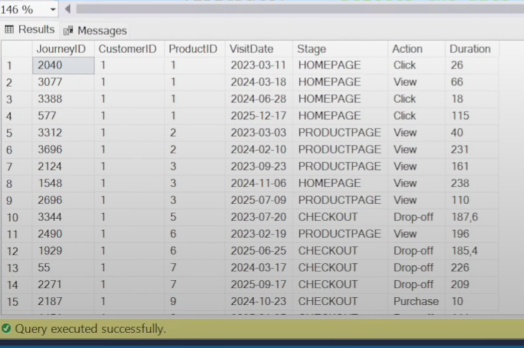 146 %
Results Messages
JourneyID CustomerID ProductID VisitDate Stage Action Duration
1 2040 1 1 2023-03-11 HOMEPAGE Click 26
2 3077 1 1 2024-03-18 HOMEPAGE View 66
3 3388 1 1 2024-06-28 HOMEPAGE Click 18
4 577 1 1 2025-12-17 HOMEPAGE Click 115
5 3312 1 2 2023-03-03 PRODUCTPAGE View 40
6 3696 1 2 2024-02-10 PRODUCTPAGE View 231
7 2124 1 3 2023-09-23 PRODUCTPAGE View 161
8 1548 1 3 2024-11-06 HOMEPAGE View 238
9 2696 1 3 2025-07-09 PRODUCTPAGE View 110
10 3344 1 5 2023-07-20 CHECKOUT Drop-off 187,6
11 2490 1 6 2023-02-19 PRODUCTPAGE View 196
12 1929 1 6 2025-06-25 CHECKOUT Drop-off 185,4
13 55 1 7 2024-03-17 CHECKOUT Drop-off 226
14 2271 1 7 2025-09-17 CHECKOUT Drop-off 209
15 2187 1 9 2024-10-23 CHECKOUT Purchase 10
Query executed successfully.